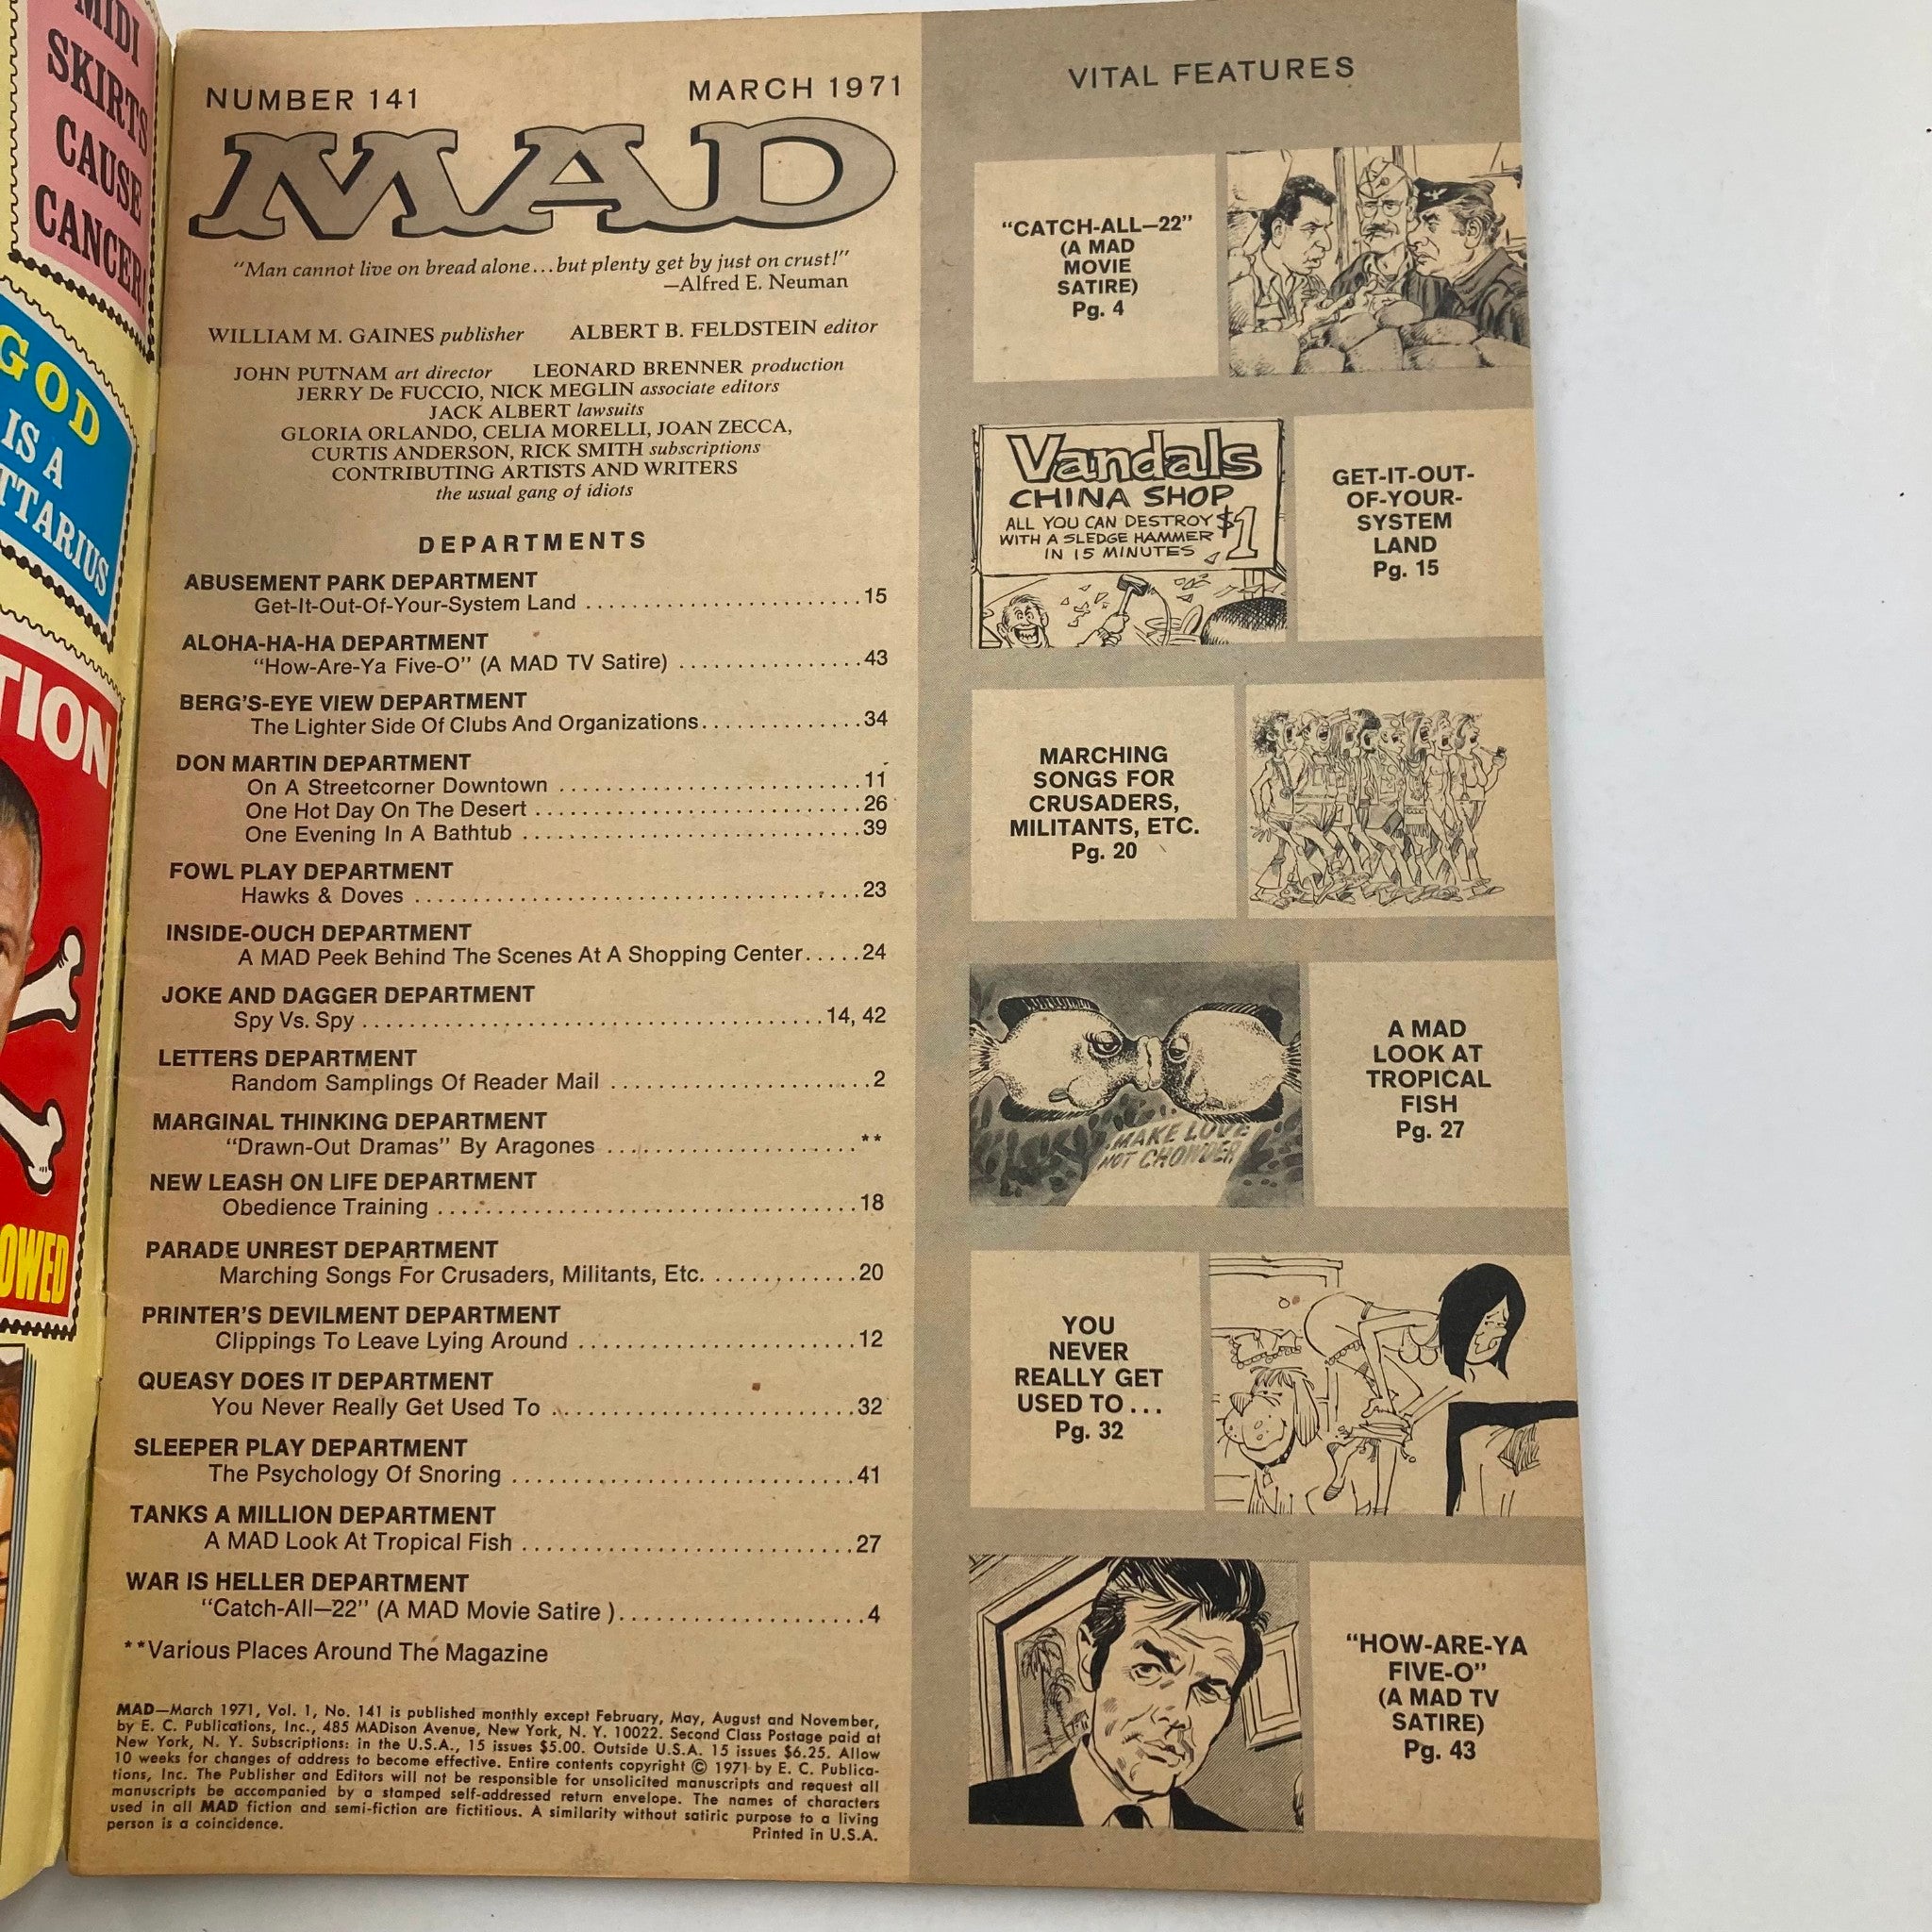 MIDI
SKIRTS
CAUSE
CANCER!
GOD
IS A
TTARIUS
TION
OWED
NUMBER 141 MARCH 1971
MAD
“Man cannot live on bread alone...but plenty get by just on crust!”
—Alfred E. Neuman
WILLIAM M. GAINES publisher ALBERT B. FELDSTEIN editor
JOHN PUTNAM art director LEONARD BRENNER production
JERRY De FUCCIO, NICK MEGLIN associate editors
JACK ALBERT lawsuits
GLORIA ORLANDO, CELIA MORELLI, JOAN ZECCA,
CURTIS ANDERSON, RICK SMITH subscriptions
CONTRIBUTING ARTISTS AND WRITERS
the usual gang of idiots
DEPARTMENTS
ABUSEMENT PARK DEPARTMENT
Get-It-Out-Of-Your-System Land ..........................15
ALOHA-HA-HA DEPARTMENT
“How-Are-Ya Five-O” (A MAD TV Satire) .................43
BERG’S-EYE VIEW DEPARTMENT
The Lighter Side Of Clubs And Organizations...............34
DON MARTIN DEPARTMENT
On A Streetcorner Downtown ............................11
One Hot Day On The Desert ..............................26
One Evening In A Bathtub ...............................39
FOWL PLAY DEPARTMENT
Hawks & Doves .........................................23
INSIDE-OUCH DEPARTMENT
A MAD Peek Behind The Scenes At A Shopping Center.....24
JOKE AND DAGGER DEPARTMENT
Spy Vs. Spy ..........................................14, 42
LETTERS DEPARTMENT
Random Samplings Of Reader Mail ........................2
MARGINAL THINKING DEPARTMENT
“Drawn-Out Dramas” By Aragones .......................**
NEW LEASH ON LIFE DEPARTMENT
Obedience Training ......................................18
PARADE UNREST DEPARTMENT
Marching Songs For Crusaders, Militants, Etc. .............20
PRINTER’S DEVILMENT DEPARTMENT
Clippings To Leave Lying Around .........................12
QUEASY DOES IT DEPARTMENT
You Never Really Get Used To ...........................32
SLEEPER PLAY DEPARTMENT
The Psychology Of Snoring ...............................41
TANKS A MILLION DEPARTMENT
A MAD Look At Tropical Fish ..............................27
WAR IS HELLER DEPARTMENT
“Catch-All—22” (A MAD Movie Satire )......................4
**Various Places Around The Magazine
MAD—March 1971, Vol. 1, No. 141 is published monthly except February, May, August and November,
by E. C. Publications, Inc., 485 MADison Avenue, New York, N. Y. 10022. Second Class Postage paid at
New York, N. Y. Subscriptions: in the U.S.A., 15 issues $5.00. Outside U.S.A. 15 issues $6.25. Allow
10 weeks for changes of address to become effective. Entire contents copyright © 1971 by E. C. Publica-
tions, Inc. The Publisher and Editors will not be responsible for unsolicited manuscripts and request all
manuscripts be accompanied by a stamped self-addressed return envelope. The names of characters
used in all MAD fiction and semi-fiction are fictitious. A similarity without satiric purpose to a living
person is a coincidence.
Printed in U.S.A.
VITAL FEATURES
“CATCH-ALL—22”
(A MAD
MOVIE
SATIRE)
Pg. 4
Vandals
CHINA SHOP
ALL YOU CAN DESTROY
WITH A SLEDGE HAMMER
IN 15 MINUTES
$1
GET-IT-OUT-
OF-YOUR-
SYSTEM
LAND
Pg. 15
MARCHING
SONGS FOR
CRUSADERS,
MILITANTS, ETC.
Pg. 20
MAKE LOVE
NOT CHOWDER
A MAD
LOOK AT
TROPICAL
FISH
Pg. 27
YOU
NEVER
REALLY GET
USED TO ...
Pg. 32
“HOW-ARE-YA
FIVE-O”
(A MAD TV
SATIRE)
Pg. 43